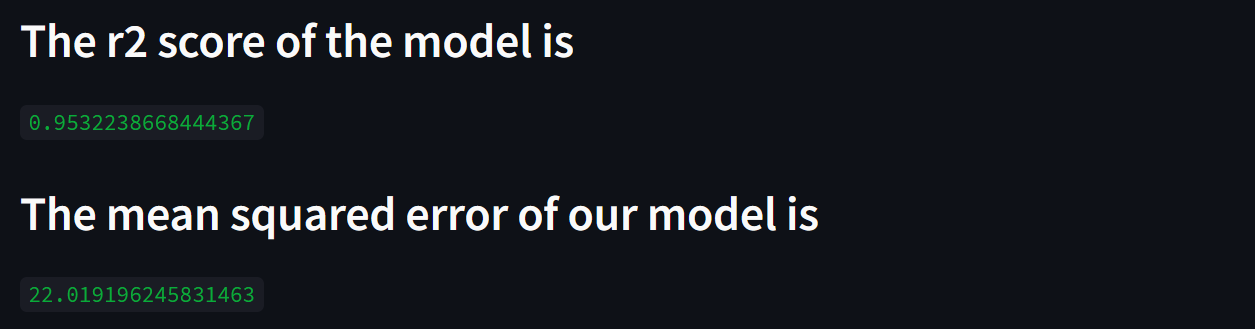 The r2 score of the model is
0.9532238668444367
The mean squared error of our model is
22.019196245831463